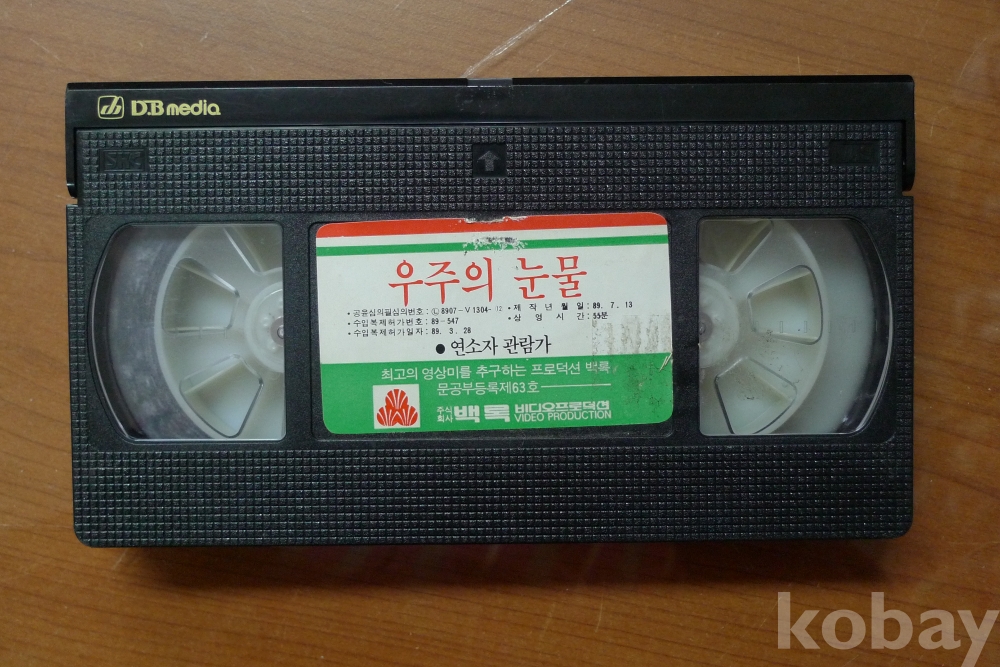 DB media
우주의 눈물
• 공윤심의필심의번호 : Ⓛ 8907-V1304-12 • 제 작 년 월 일 : 89. 7. 13
• 수입복제허가번호 : 89-547 • 상 영 시 간 : 55분
• 수입복제허가일자 : 89. 3. 28
● 연소자 관람가
최고의 영상미를 추구하는 프로덕션 백록
문공부등록제63호
주식회사 백록 비디오프로덕션
VIDEO PRODUCTION
kobay